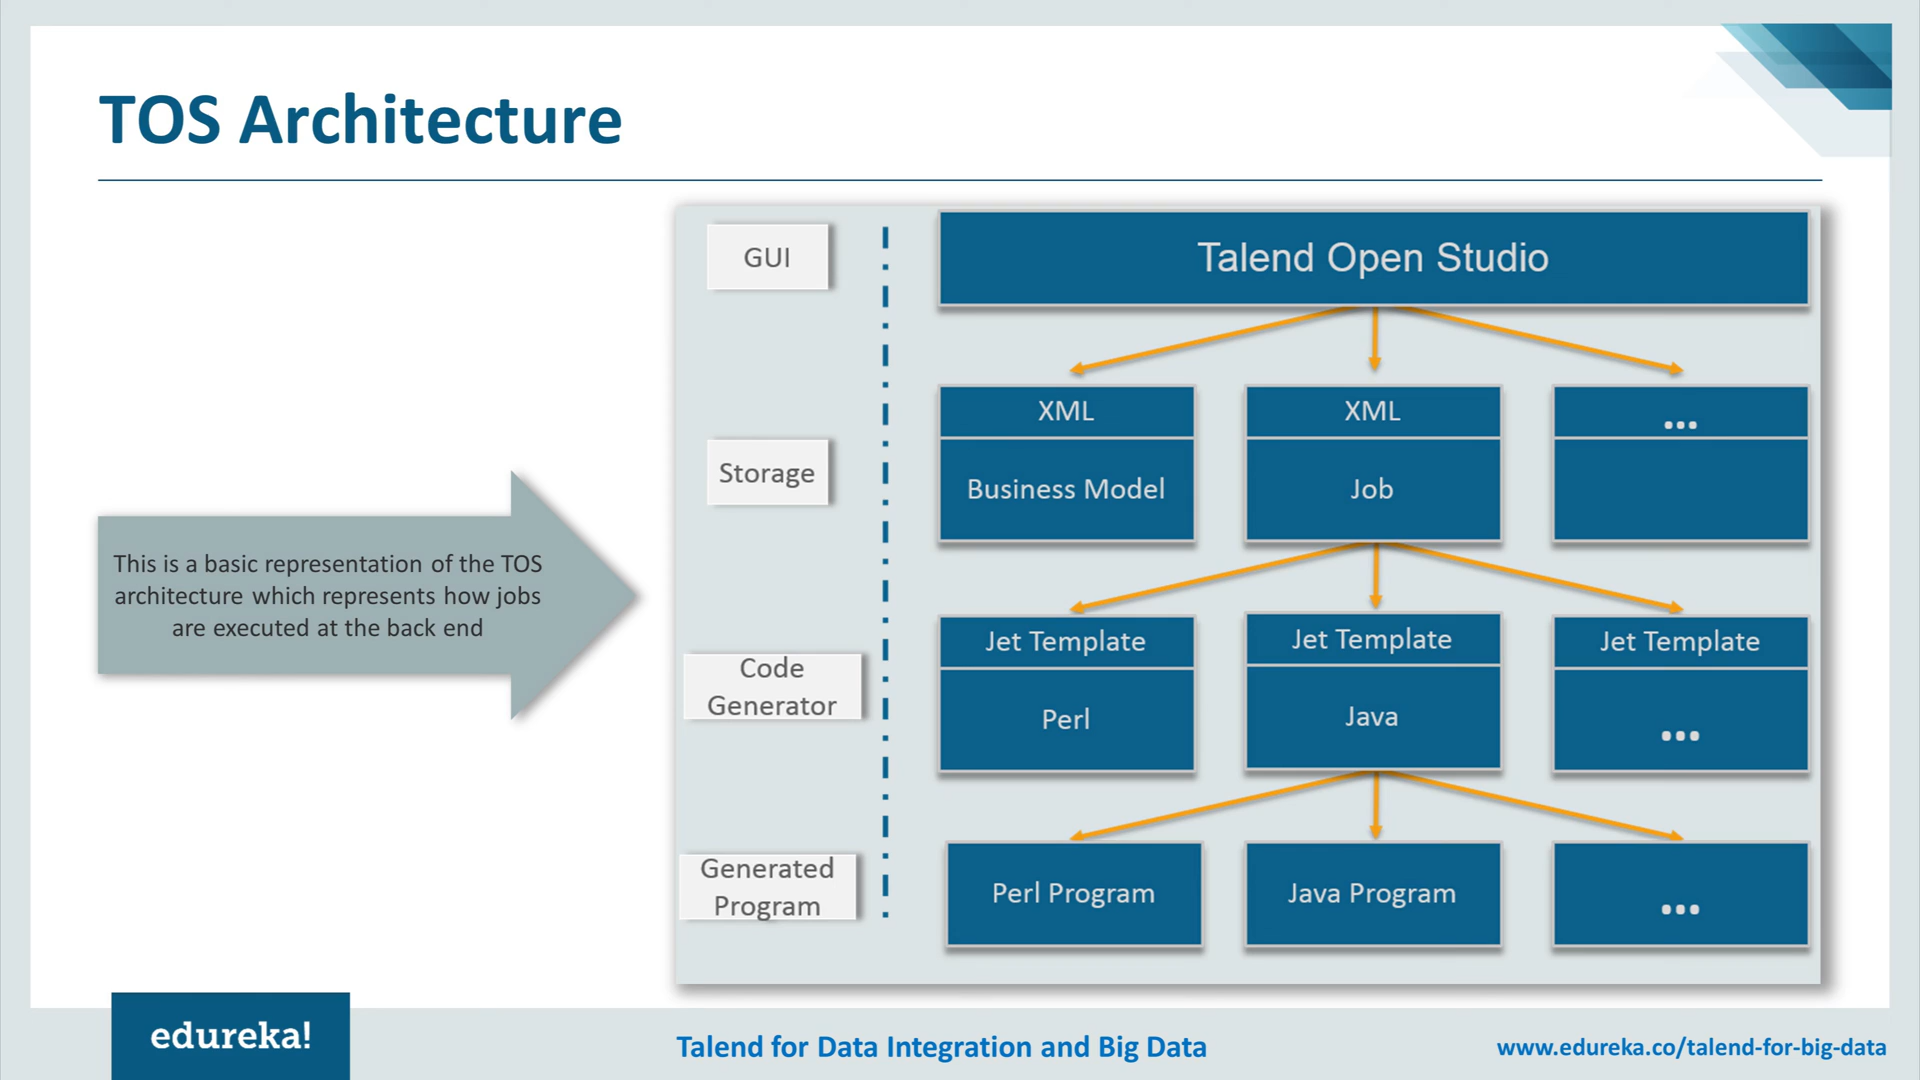 TOS Architecture
This is a basic representation of the TOS
architecture which represents how jobs
are executed at the back end
GUI
Talend Open Studio
Storage
XML
Business Model
XML
Job
...
Code
Generator
Jet Template
Perl
Jet Template
Java
Jet Template
...
Generated
Program
Perl Program
Java Program
...
edureka!
Talend for Data Integration and Big Data
www.edureka.co/talend-for-big-data